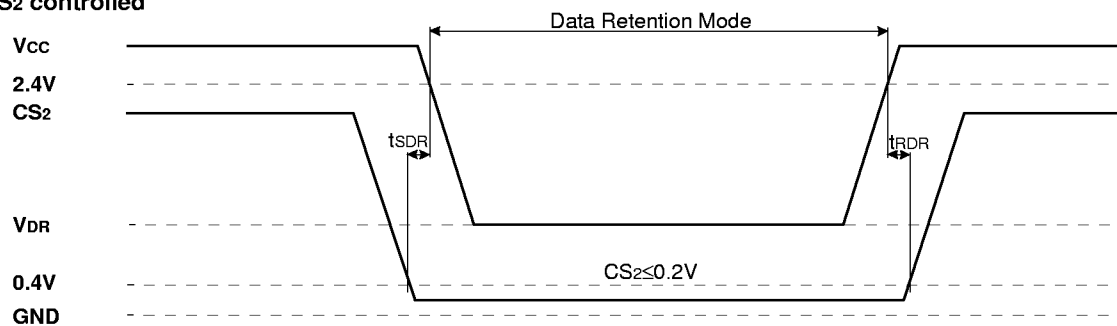 S2 controlled
Data Retention Mode
VCC
2.4V
CS2
tSDR
tRDR
VDR
0.4V
CS2≤0.2V
GND